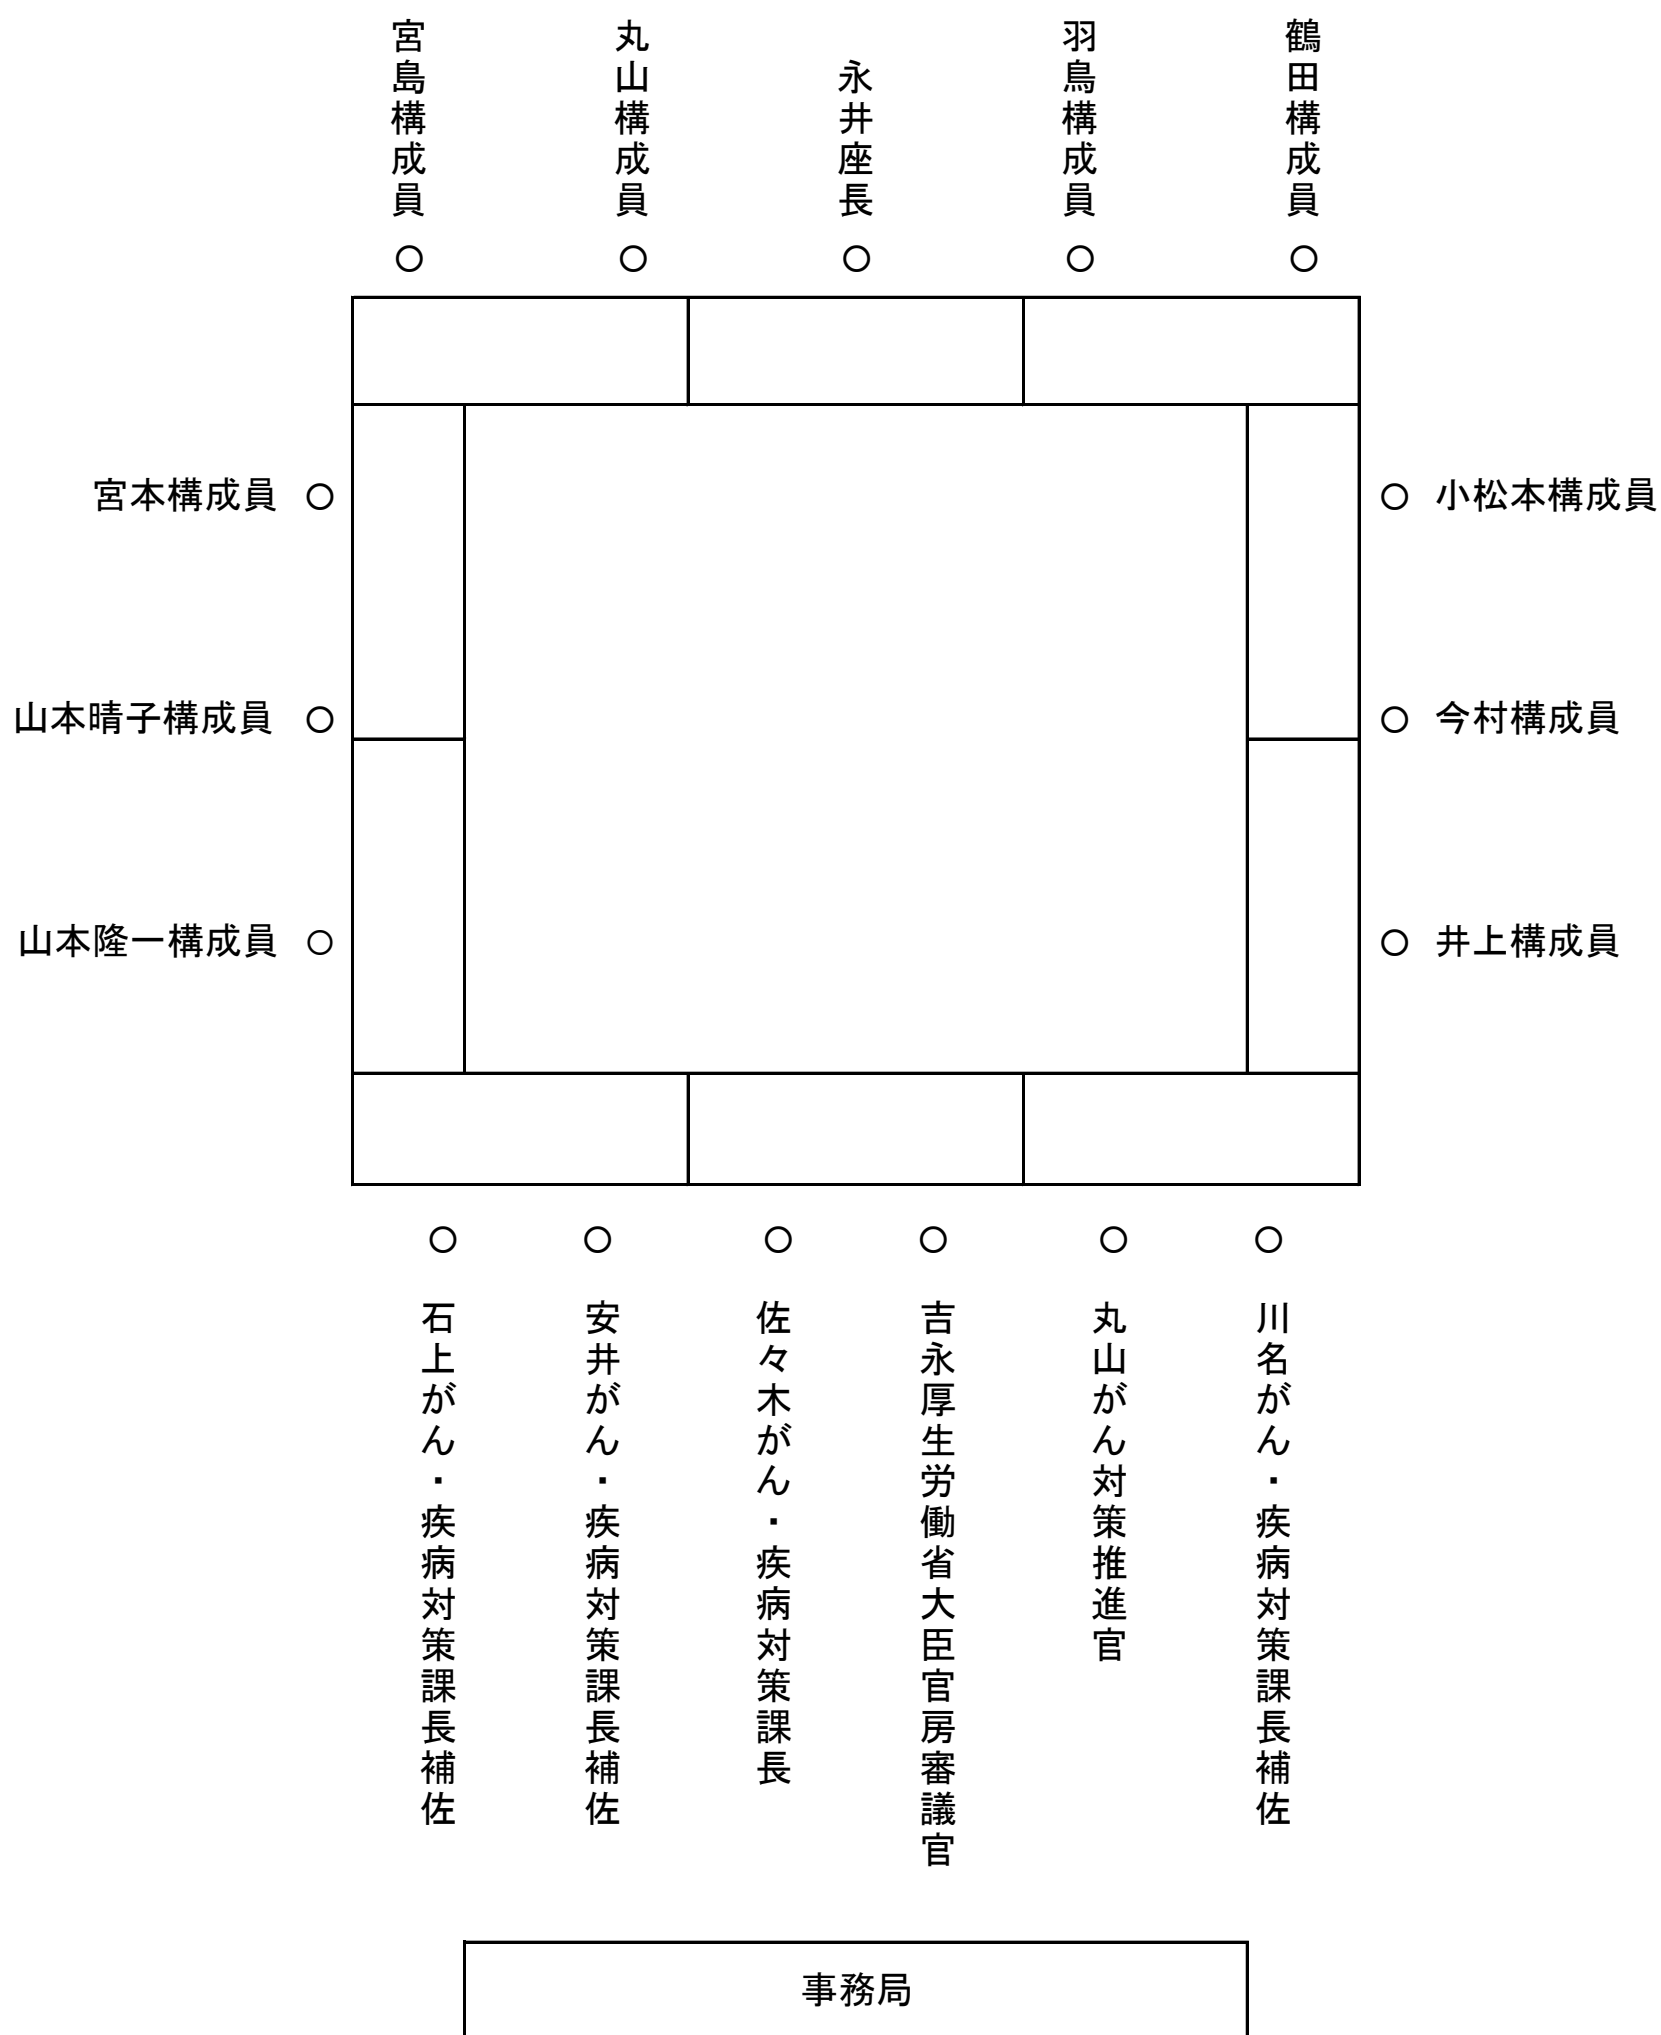 宮島構成員
丸山構成員
永井座長
羽鳥構成員
鶴田構成員
○ ○ ○ ○ ○
宮本構成員 ○
○ 小松本構成員
山本晴子構成員 ○
○ 今村構成員
山本隆一構成員 ○
○ 井上構成員
○ ○ ○ ○ ○ ○
石上がん・疾病対策課長補佐
安井がん・疾病対策課長補佐
佐々木がん・疾病対策課長
吉永厚生労働省大臣官房審議官
丸山がん対策推進官
川名がん・疾病対策課長補佐
事務局